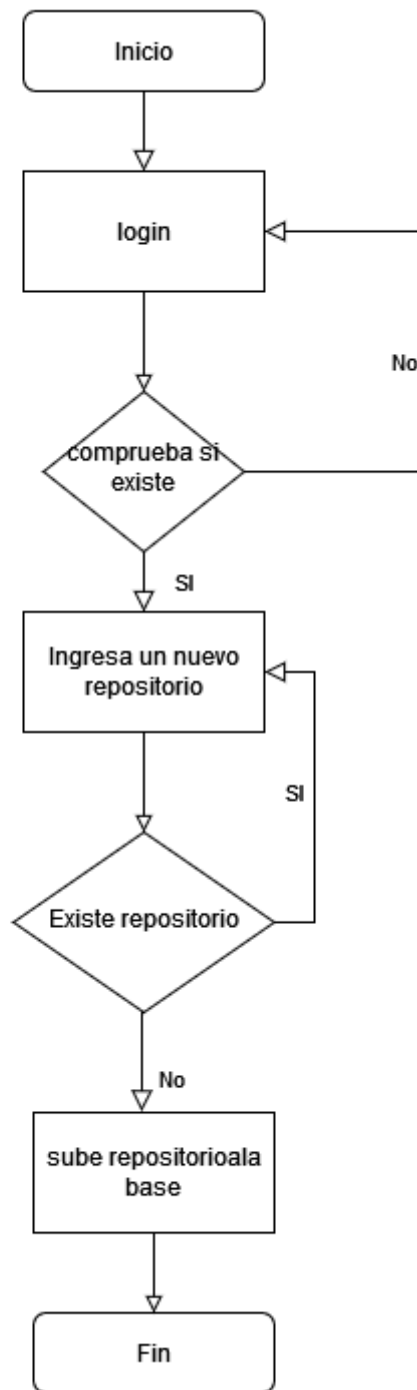 Inicio
login
No
comprueba si
existe
SI
Ingresa un nuevo
repositorio
SI
Existe repositorio
No
sube repositorioala
base
Fin